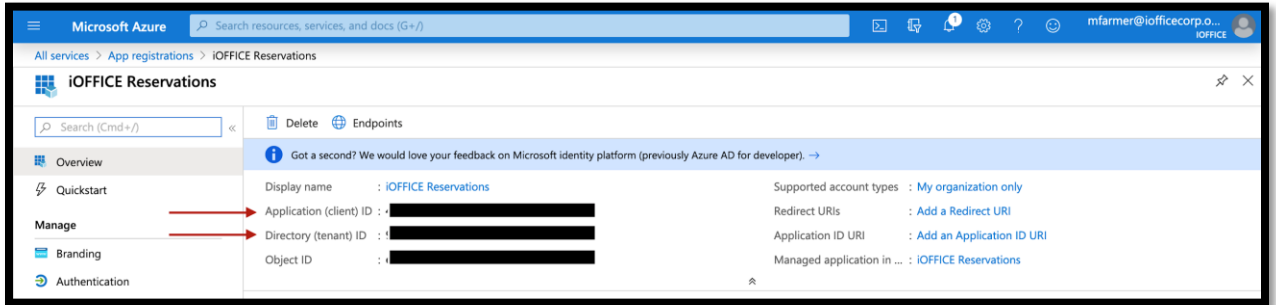 Microsoft Azure
Search resources, services, and docs (G+/)
1
mfarmer@iofficecorp.o...
IOFFICE
All services > App registrations > iOFFICE Reservations
iOFFICE Reservations
Search (Cmd+/)
«
Delete
Endpoints
Got a second? We would love your feedback on Microsoft identity platform (previously Azure AD for developer). →
Overview
Quickstart
Manage
Branding
Authentication
Display name : iOFFICE Reservations
Application (client) ID :
Directory (tenant) ID :
Object ID :
Supported account types : My organization only
Redirect URIs : Add a Redirect URI
Application ID URI : Add an Application ID URI
Managed application in ... : iOFFICE Reservations